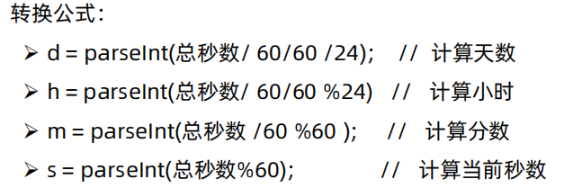 转换公式：
➢ d = parseInt(总秒数/ 60/60 /24); // 计算天数
➢ h = parseInt(总秒数/ 60/60 %24) // 计算小时
➢ m = parseInt(总秒数 /60 %60 ); // 计算分数
➢ s = parseInt(总秒数%60); // 计算当前秒数